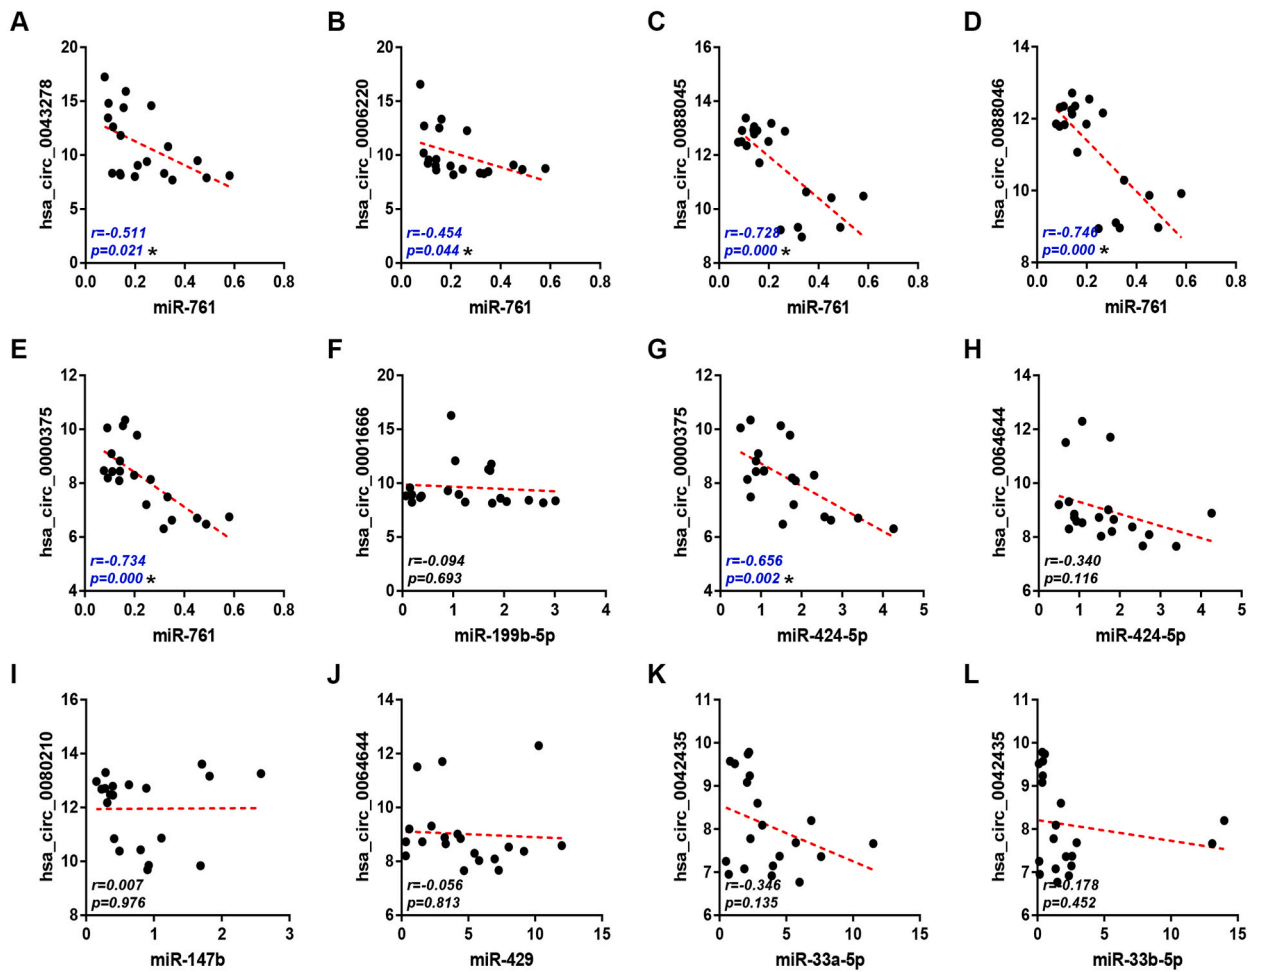 A
hsa_circ_0043278
20
15
10
5
0
r=-0.511
p=0.021 *
0.0 0.2 0.4 0.6 0.8
miR-761
B
hsa_circ_0006220
20
15
10
5
0
r=-0.454
p=0.044 *
0.0 0.2 0.4 0.6 0.8
miR-761
C
hsa_circ_0088045
16
14
12
10
8
r=-0.728
p=0.000 *
0.0 0.2 0.4 0.6 0.8
miR-761
D
hsa_circ_0088046
14
12
10
8
r=-0.746
p=0.000 *
0.0 0.2 0.4 0.6 0.8
miR-761
E
hsa_circ_0000375
12
10
8
6
4
r=-0.734
p=0.000 *
0.0 0.2 0.4 0.6 0.8
miR-761
F
hsa_circ_0001666
20
15
10
5
0
r=-0.094
p=0.693
0 1 2 3 4
miR-199b-5p
G
hsa_circ_0000375
12
10
8
6
4
r=-0.656
p=0.002 *
0 1 2 3 4 5
miR-424-5p
H
hsa_circ_0064644
14
12
10
8
6
r=-0.340
p=0.116
0 1 2 3 4 5
miR-424-5p
I
hsa_circ_0080210
16
14
12
10
8
r=0.007
p=0.976
0 1 2 3
miR-147b
J
hsa_circ_0064644
14
12
10
8
6
r=-0.056
p=0.813
0 5 10 15
miR-429
K
hsa_circ_0042435
11
10
9
8
7
6
r=-0.346
p=0.135
0 5 10 15
miR-33a-5p
L
hsa_circ_0042435
11
10
9
8
7
6
r=-0.178
p=0.452
0 5 10 15
miR-33b-5p